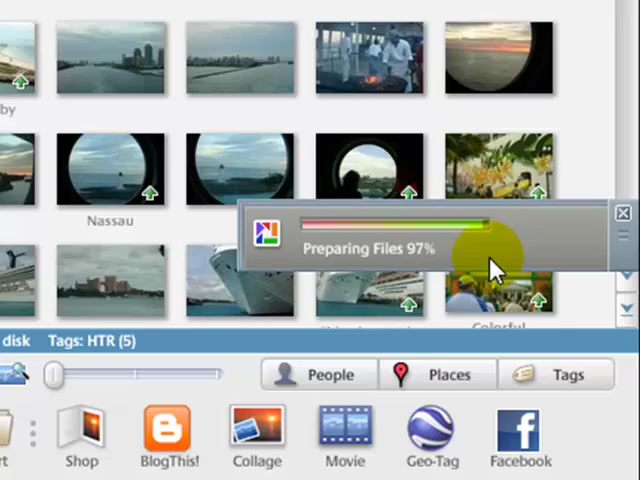 by
Nassau
Preparing Files 97%
Colorful
disk Tags: HTR (5)
People Places Tags
rt Shop BlogThis! Collage Movie Geo-Tag Facebook